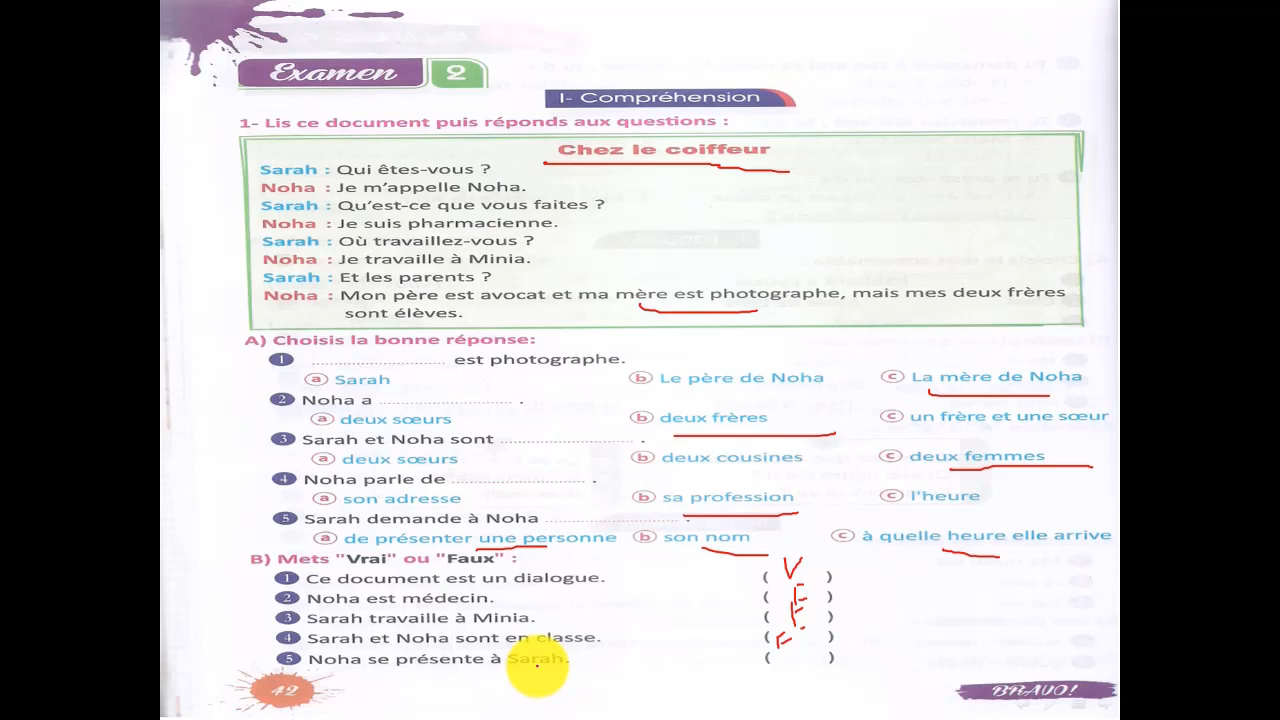 Examen 2
I- Compréhension
1- Lis ce document puis réponds aux questions :
Chez le coiffeur
Sarah : Qui êtes-vous ?
Noha : Je m’appelle Noha.
Sarah : Qu’est-ce que vous faites ?
Noha : Je suis pharmacienne.
Sarah : Où travaillez-vous ?
Noha : Je travaille à Minia.
Sarah : Et les parents ?
Noha : Mon père est avocat et ma mère est photographe, mais mes deux frères
sont élèves.
A) Choisis la bonne réponse:
1 ........................... est photographe.
a Sarah b Le père de Noha c La mère de Noha
2 Noha a ........................... .
a deux sœurs b deux frères c un frère et une sœur
3 Sarah et Noha sont ........................... .
a deux sœurs b deux cousines c deux femmes
4 Noha parle de ........................... .
a son adresse b sa profession c l'heure
5 Sarah demande à Noha ........................... .
a de présenter une personne b son nom c à quelle heure elle arrive
B) Mets "Vrai" ou "Faux" :
1 Ce document est un dialogue. ( V )
2 Noha est médecin. ( F )
3 Sarah travaille à Minia. ( F )
4 Sarah et Noha sont en classe. ( F )
5 Noha se présente à Sarah. ( )
42
BRAVO!